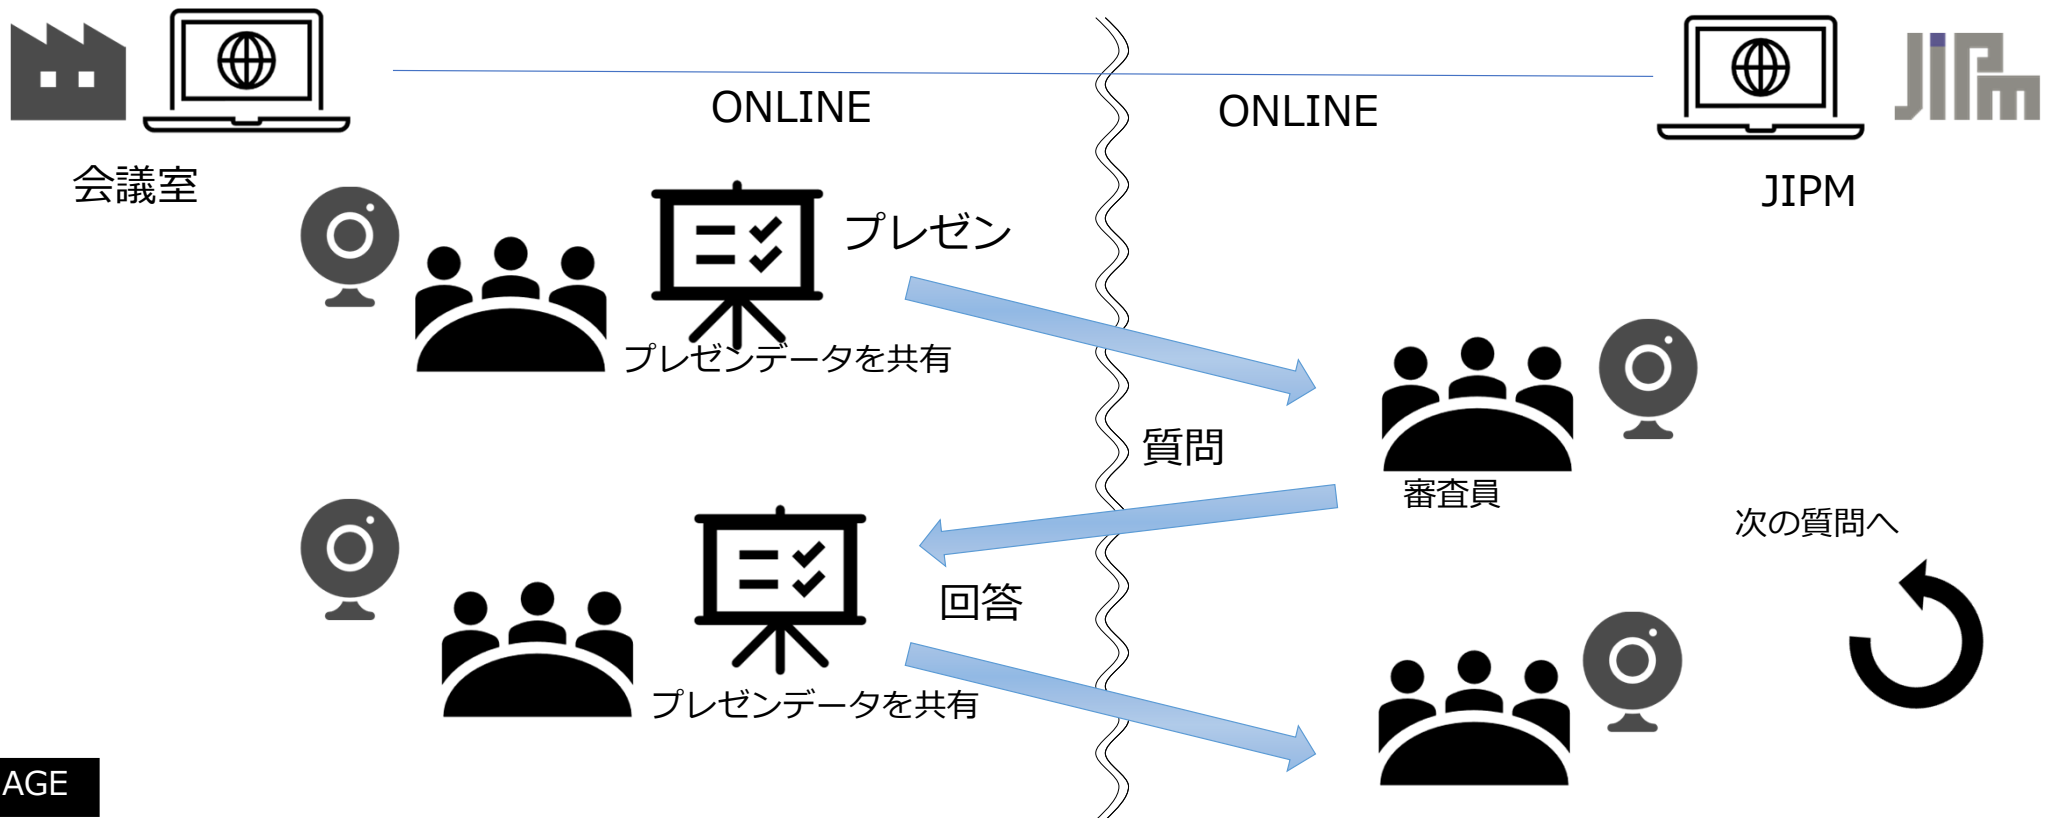 JIPm
ONLINE
ONLINE
会議室
JIPM
プレゼン
プレゼンデータを共有
質問
審査員
次の質問へ
回答
プレゼンデータを共有
AGE